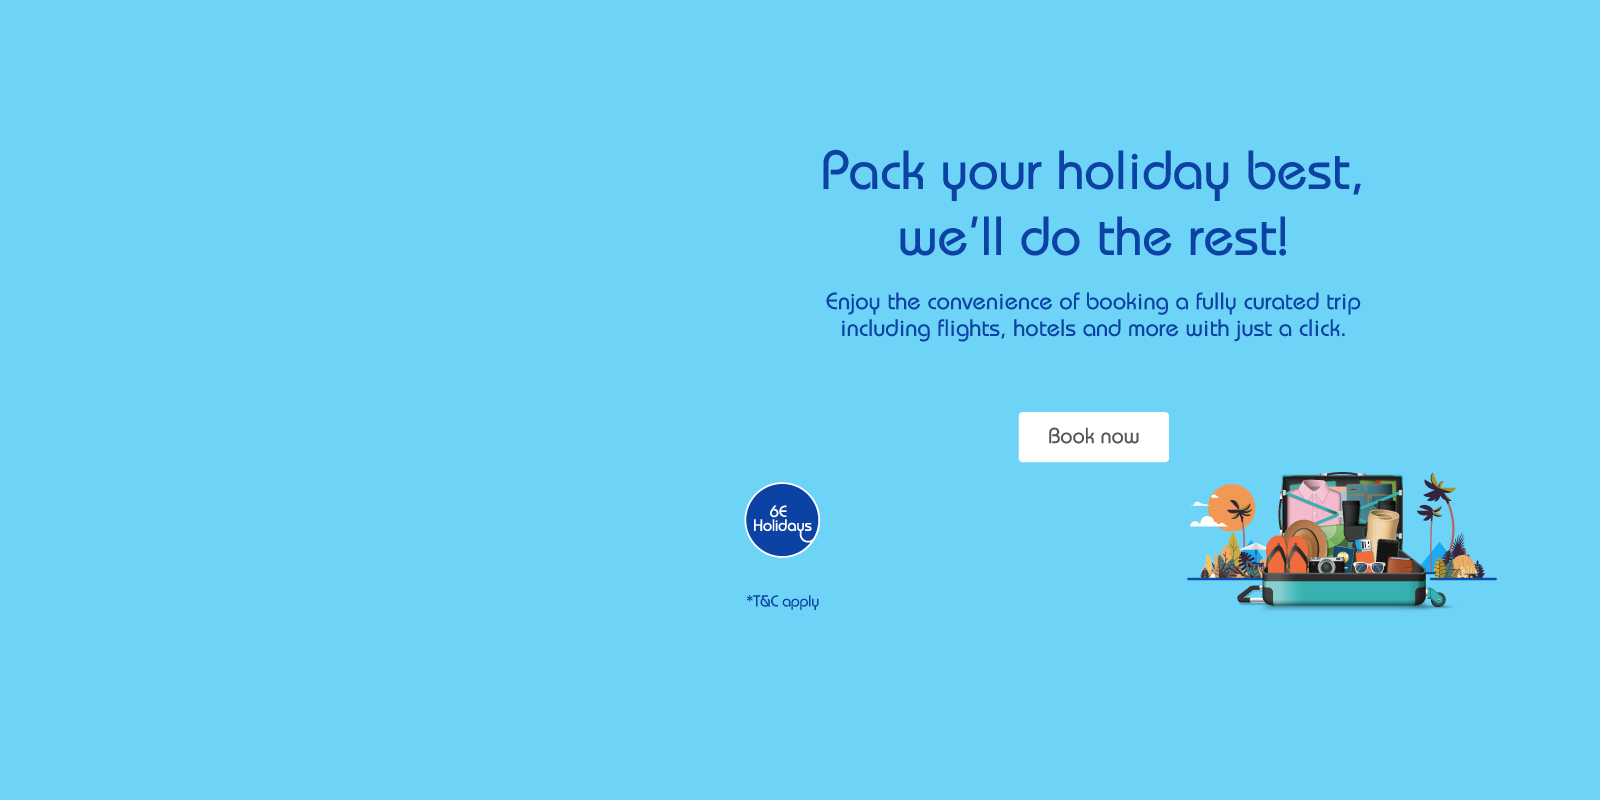 Pack your holiday best,
we'll do the rest!
Enjoy the convenience of booking a fully curated trip
including flights, hotels and more with just a click.
Book now
6E
Holidays
*T&C apply